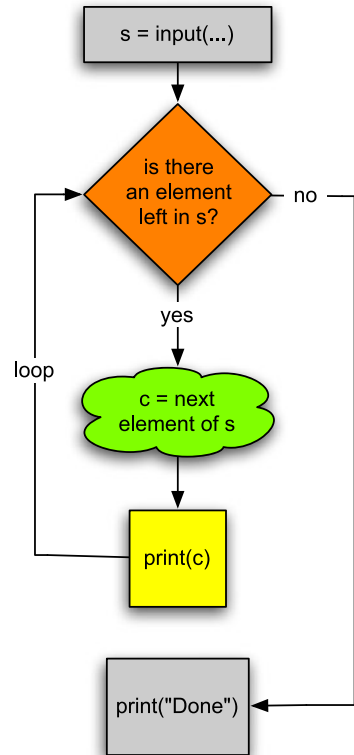 s = input(...)
is there
an element
left in s?
no
yes
loop
c = next
element of s
print(c)
print("Done")